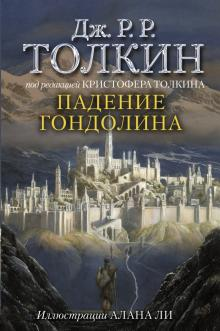 Дж. Р. Р.
ТОЛКИН
под редакцией КРИСТОФЕРА ТОЛКИНА
ПАДЕНИЕ
ГОНДОЛИНА
Иллюстрации АЛАНА ЛИ